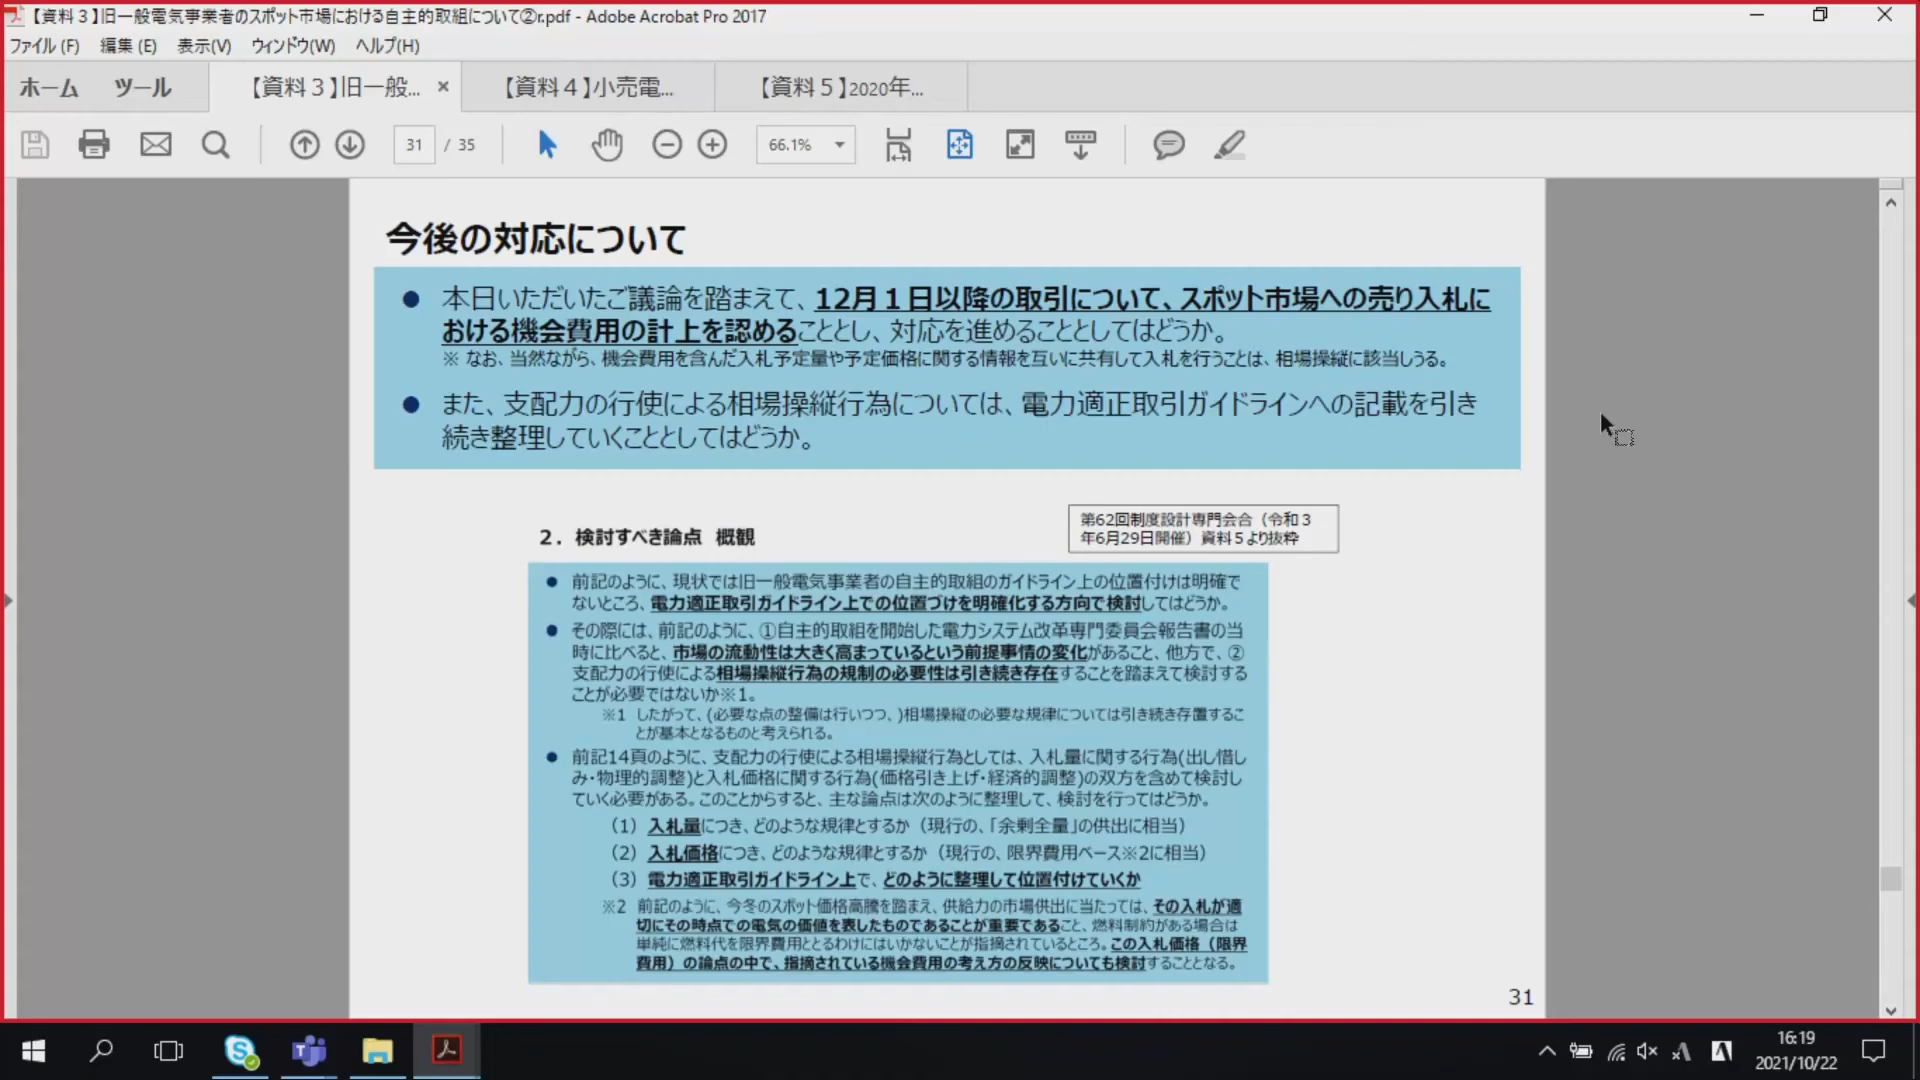 【資料３】旧一般電気事業者のスポット市場における自主的取組について②r.pdf - Adobe Acrobat Pro 2017
ファイル(F) 編集(E) 表示(V) ウィンドウ(W) ヘルプ(H)
ホーム ツール 【資料３】旧一般... × 【資料４】小売電... 【資料５】2020年...
31 / 35 66.1%
今後の対応について
● 本日いただいたご議論を踏まえて、12月１日以降の取引について、スポット市場への売り入札に
おける機会費用の計上を認めることとし、対応を進めることとしてはどうか。
※ なお、当然ながら、機会費用を含んだ入札予定量や予定価格に関する情報を互いに共有して入札を行うことは、相場操縦に該当しうる。
● また、支配力の行使による相場操縦行為については、電力適正取引ガイドラインへの記載を引き
続き整理していくこととしてはどうか。
２．検討すべき論点 概観
第62回制度設計専門会合（令和３
年6月29日開催）資料５より抜粋
● 前記のように、現状では旧一般電気事業者の自主的取組のガイドライン上の位置付けは明確で
ないところ、電力適正取引ガイドライン上での位置づけを明確化する方向で検討してはどうか。
● その際には、前記のように、①自主的取組を開始した電力システム改革専門委員会報告書の当
時に比べると、市場の流動性は大きく高まっているという前提事情の変化があること、他方で、②
支配力の行使による相場操縦行為の規制の必要性は引き続き存在することを踏まえて検討する
ことが必要ではないか※1。
※1 したがって、(必要な点の整備は行いつつ、)相場操縦の必要な規律については引き続き存置するこ
とが基本となるものと考えられる。
● 前記14頁のように、支配力の行使による相場操縦行為としては、入札量に関する行為(出し惜し
み・物理的調整)と入札価格に関する行為(価格引き上げ・経済的調整)の双方を含めて検討し
ていく必要がある。このことからすると、主な論点は次のように整理して、検討を行ってはどうか。
（1）入札量につき、どのような規律とするか（現行の、「余剰全量」の供出に相当）
（2）入札価格につき、どのような規律とするか（現行の、限界費用ベース※2に相当）
（3）電力適正取引ガイドライン上で、どのように整理して位置付けていくか
※2 前記のように、今冬のスポット価格高騰を踏まえ、供給力の市場供出に当たっては、その入札が適
切にその時点での電気の価値を表したものであることが重要であること、燃料制約がある場合は
単純に燃料代を限界費用ととるわけにはいかないことが指摘されているところ。この入札価格（限界
費用）の論点の中で、指摘されている機会費用の考え方の反映についても検討することとなる。
31
16:19
2021/10/22